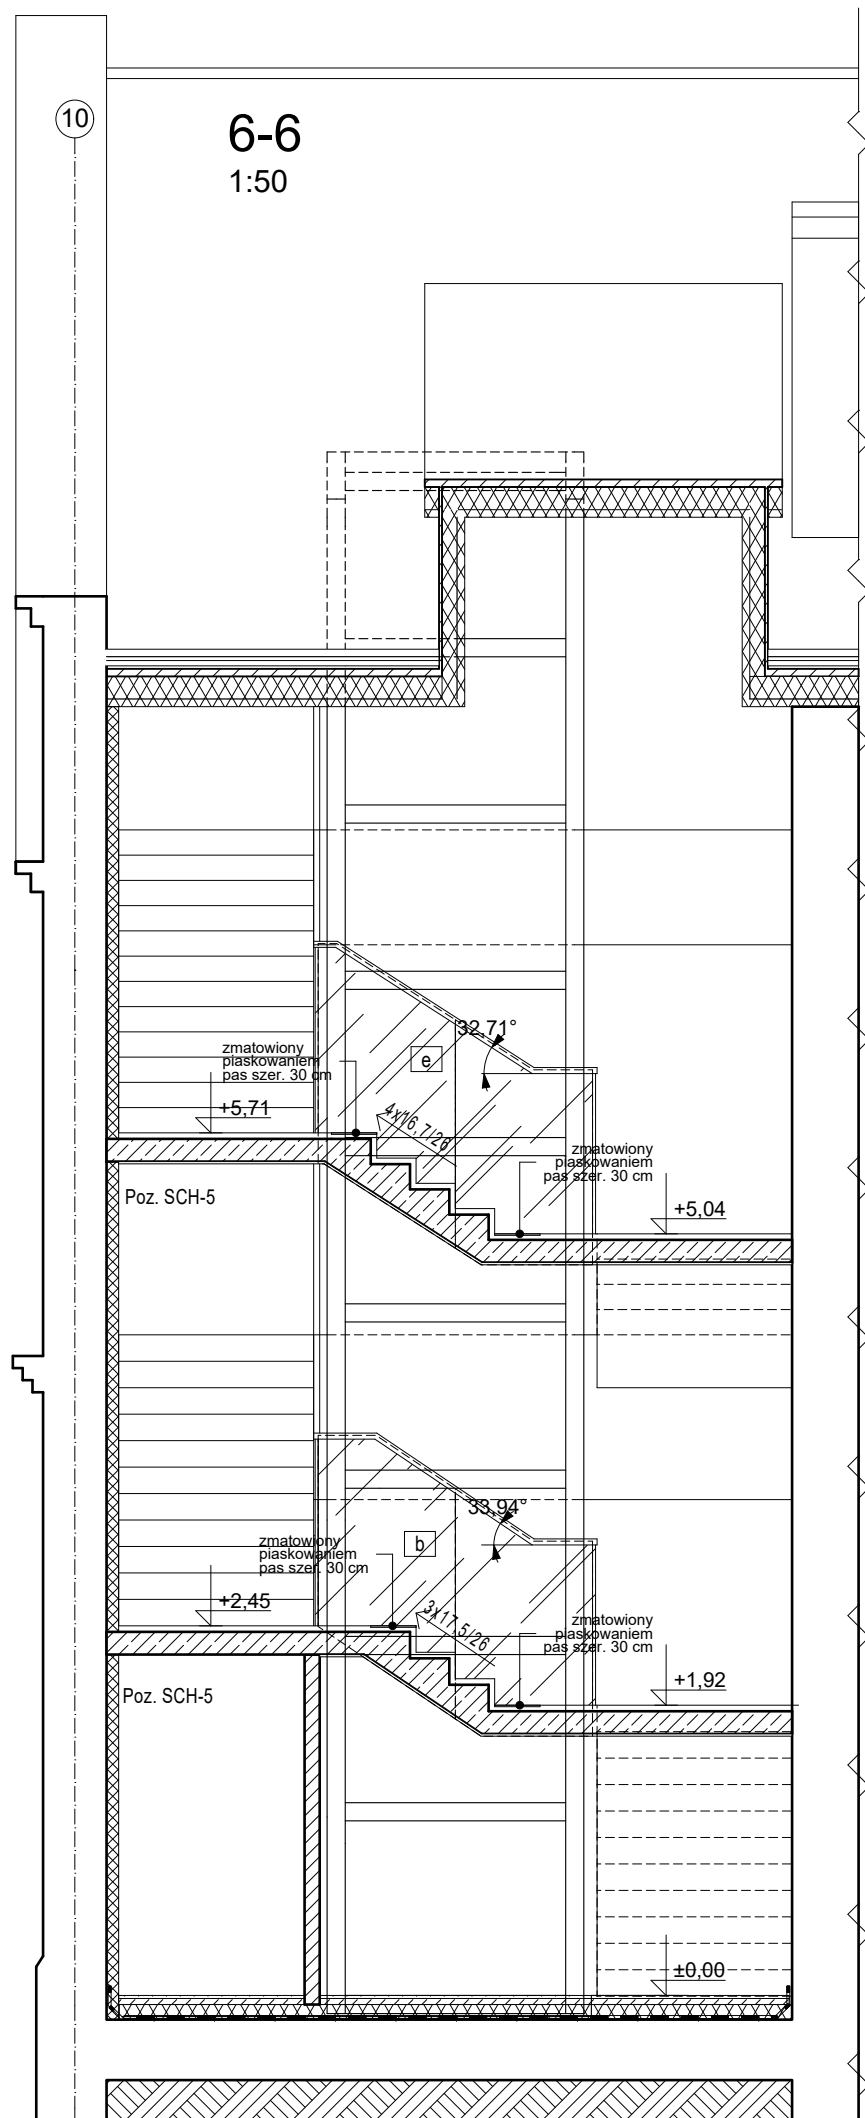 10
6-6
1:50
32,71°
zmatowiony
piaskowaniem
pas szer. 30 cm
e
+5,71
4x16,7/26
zmatowiony
piaskowaniem
pas szer. 30 cm
Poz. SCH-5
+5,04
33,94°
zmatowiony
piaskowaniem
pas szer. 30 cm
b
+2,45
3x17,5/26
zmatowiony
piaskowaniem
pas szer. 30 cm
Poz. SCH-5
+1,92
±0,00